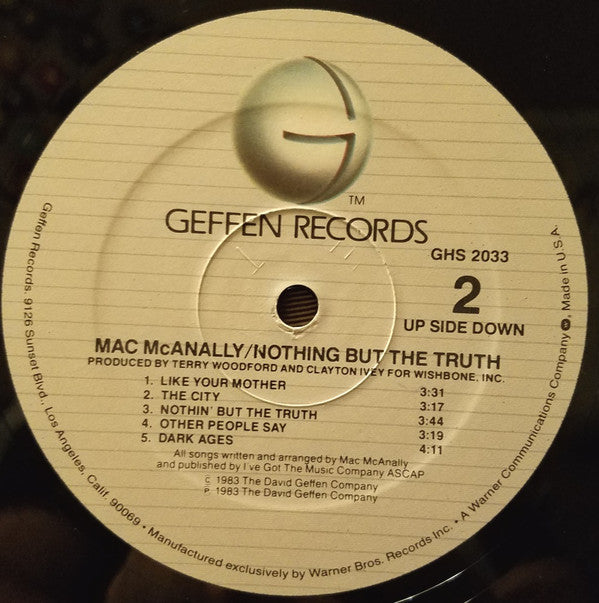 G
TM
GEFFEN RECORDS
GHS 2033
2
UP SIDE DOWN
MAC McANALLY/NOTHING BUT THE TRUTH
PRODUCED BY TERRY WOODFORD AND CLAYTON IVEY FOR WISHBONE, INC.
1. LIKE YOUR MOTHER 3:31
2. THE CITY 3:17
3. NOTHIN' BUT THE TRUTH 3:44
4. OTHER PEOPLE SAY 3:19
5. DARK AGES 4:11
All songs written and arranged by Mac McAnally
and published by I've Got The Music Company ASCAP
C 1983 The David Geffen Company
P 1983 The David Geffen Company
Geffen Records, 9126 Sunset Blvd., Los Angeles, Calif. 90069 • Manufactured exclusively by Warner Bros. Records Inc. • A Warner Communications Company, Made in U.S.A.